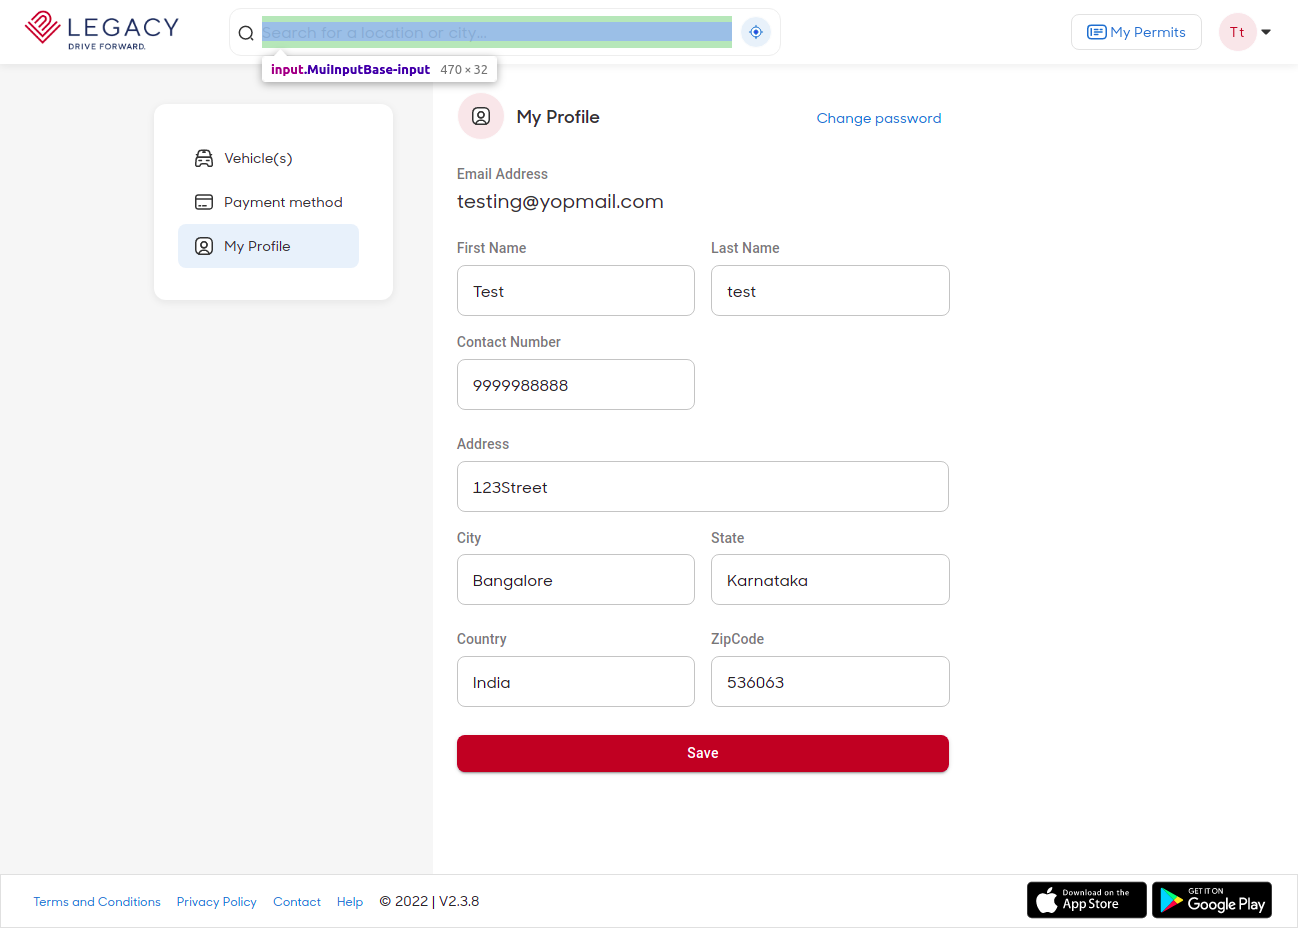 LEGACY
DRIVE FORWARD.
Search for a location or city...
My Permits
Tt
input.MuiInputBase-input 470 × 32
Vehicle(s)
Payment method
My Profile
My Profile
Change password
Email Address
testing@yopmail.com
First Name
Last Name
Test
test
Contact Number
9999988888
Address
123Street
City
State
Bangalore
Karnataka
Country
ZipCode
India
536063
Save
Terms and Conditions
Privacy Policy
Contact
Help
© 2022 | V2.3.8
Download on the
App Store
GET IT ON
Google Play